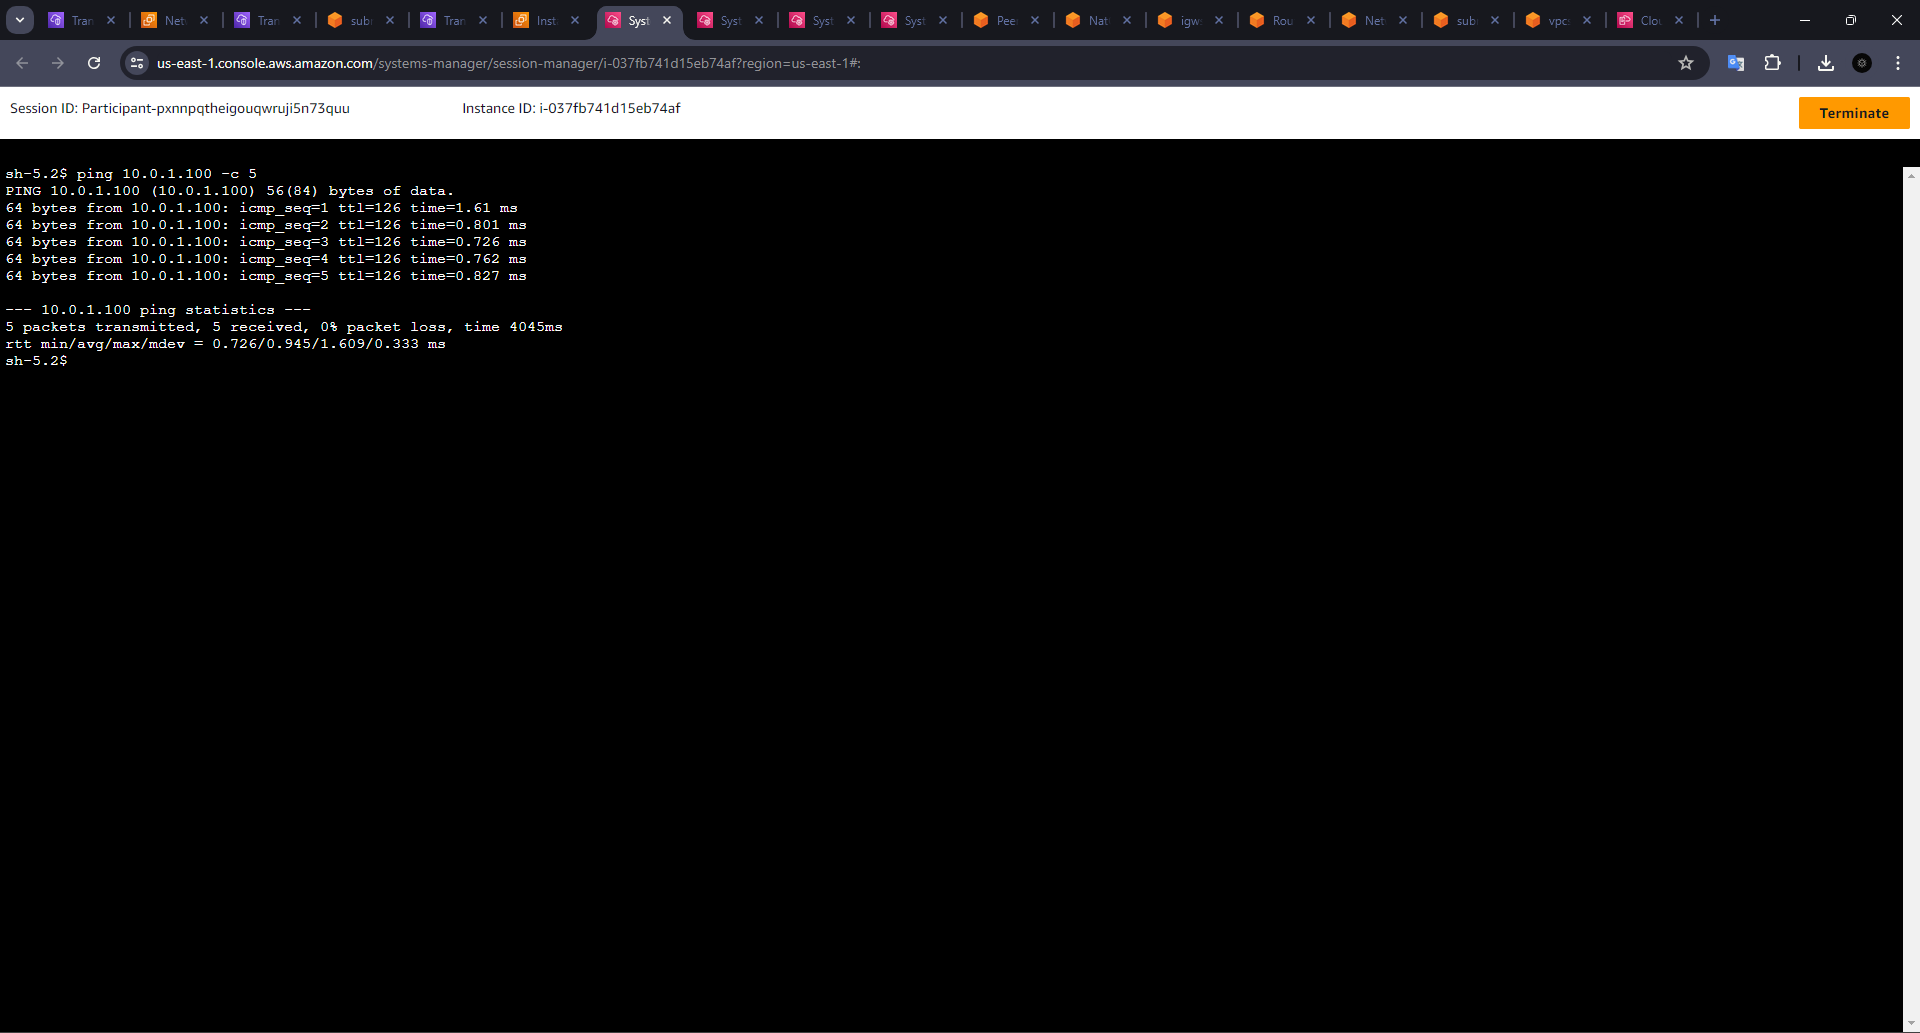 Tran
Net
Tran
sub
Tran
Inst
Syst
Syst
Syst
Syst
Pee
Nat
igw
Rou
Net
sub
vpc
Clou
us-east-1.console.aws.amazon.com/systems-manager/session-manager/i-037fb741d15eb74af?region=us-east-1#:
Session ID: Participant-pxnnpqtheigouqwruji5n73quu
Instance ID: i-037fb741d15eb74af
Terminate
sh-5.2$ ping 10.0.1.100 -c 5
PING 10.0.1.100 (10.0.1.100) 56(84) bytes of data.
64 bytes from 10.0.1.100: icmp_seq=1 ttl=126 time=1.61 ms
64 bytes from 10.0.1.100: icmp_seq=2 ttl=126 time=0.801 ms
64 bytes from 10.0.1.100: icmp_seq=3 ttl=126 time=0.726 ms
64 bytes from 10.0.1.100: icmp_seq=4 ttl=126 time=0.762 ms
64 bytes from 10.0.1.100: icmp_seq=5 ttl=126 time=0.827 ms
--- 10.0.1.100 ping statistics ---
5 packets transmitted, 5 received, 0% packet loss, time 4045ms
rtt min/avg/max/mdev = 0.726/0.945/1.609/0.333 ms
sh-5.2$